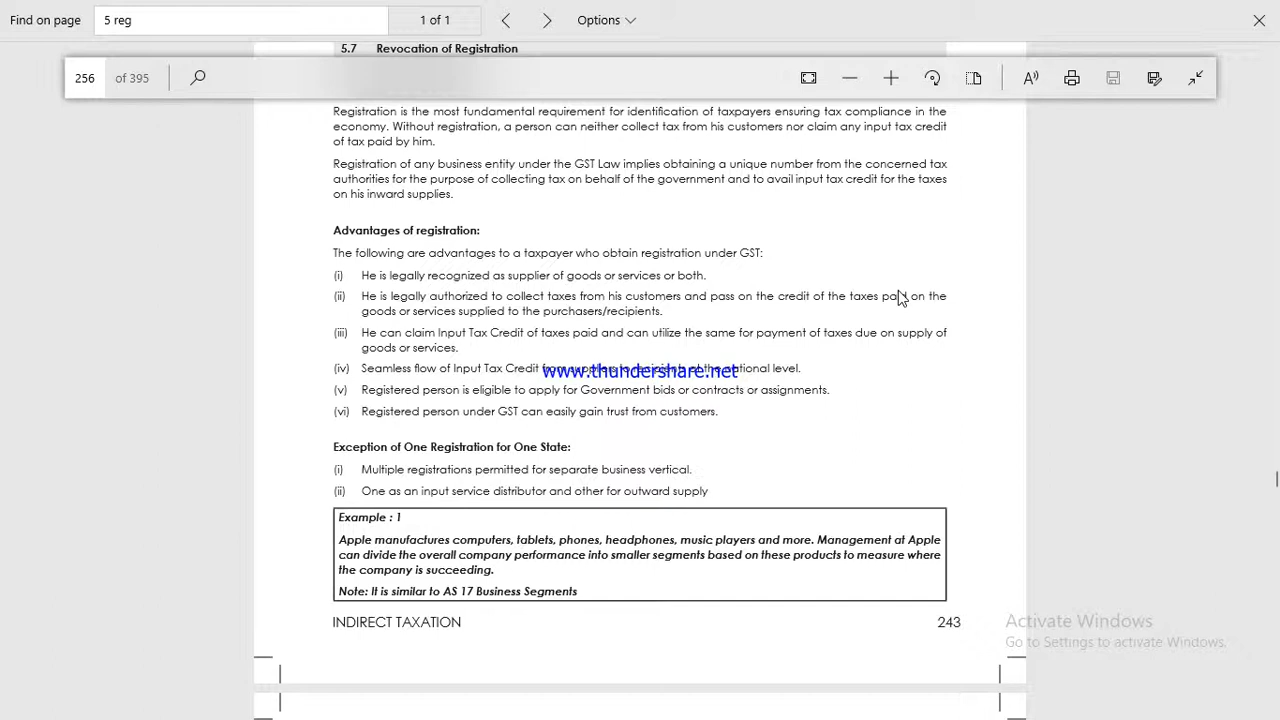 Find on page
5 reg
1 of 1
Options
5.7 Revocation of Registration
256 of 395
Registration is the most fundamental requirement for identification of taxpayers ensuring tax compliance in the
economy. Without registration, a person can neither collect tax from his customers nor claim any input tax credit
of tax paid by him.
Registration of any business entity under the GST Law implies obtaining a unique number from the concerned tax
authorities for the purpose of collecting tax on behalf of the government and to avail input tax credit for the taxes
on his inward supplies.
Advantages of registration:
The following are advantages to a taxpayer who obtain registration under GST:
(i) He is legally recognized as supplier of goods or services or both.
(ii) He is legally authorized to collect taxes from his customers and pass on the credit of the taxes paid on the
goods or services supplied to the purchasers/recipients.
(iii) He can claim Input Tax Credit of taxes paid and can utilize the same for payment of taxes due on supply of
goods or services.
(iv) Seamless flow of Input Tax Credit from suppliers to recipients at the national level.
www.thundershare.net
(v) Registered person is eligible to apply for Government bids or contracts or assignments.
(vi) Registered person under GST can easily gain trust from customers.
Exception of One Registration for One State:
(i) Multiple registrations permitted for separate business vertical.
(ii) One as an input service distributor and other for outward supply
Example : 1
Apple manufactures computers, tablets, phones, headphones, music players and more. Management at Apple
can divide the overall company performance into smaller segments based on these products to measure where
the company is succeeding.
Note: It is similar to AS 17 Business Segments
INDIRECT TAXATION 243
Activate Windows
Go to Settings to activate Windows.